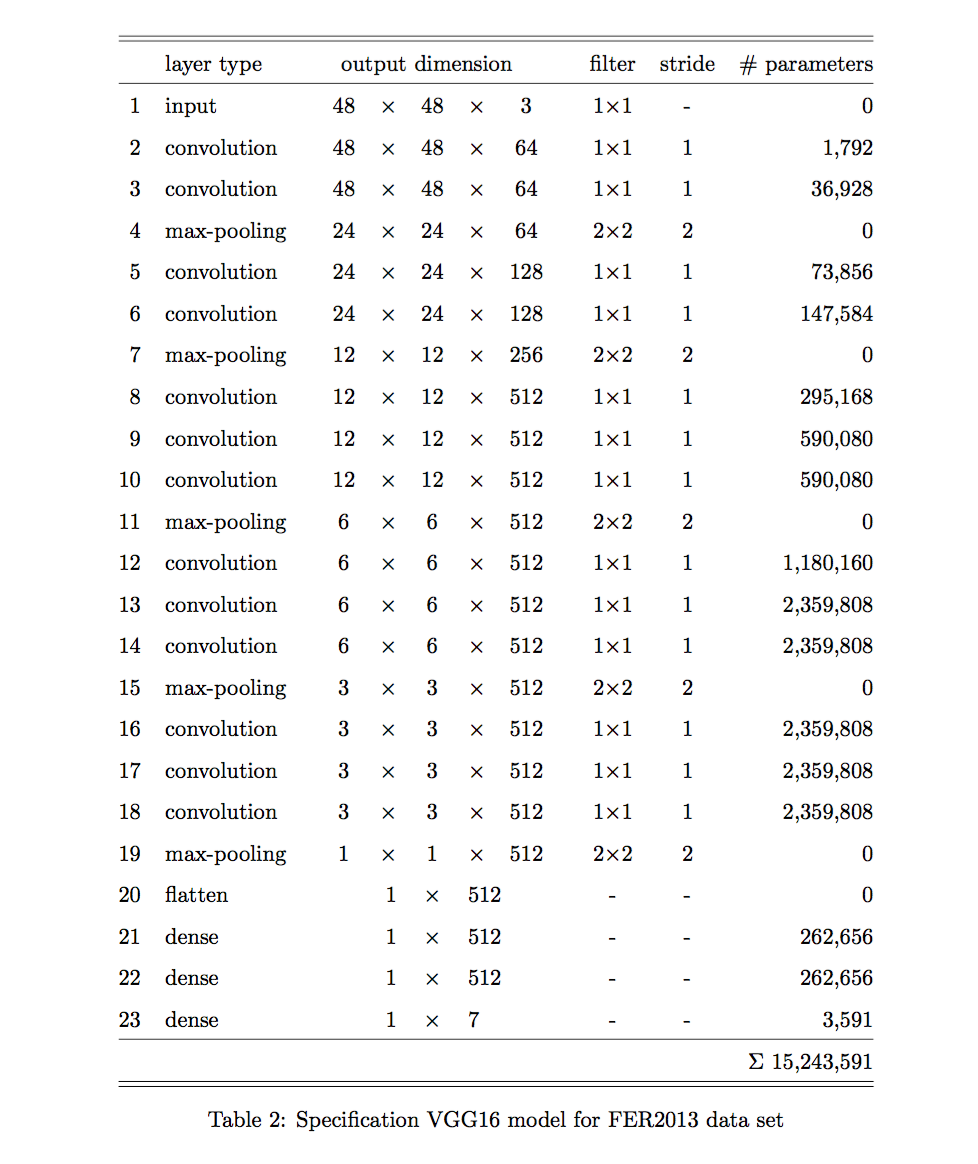 layer type output dimension filter stride # parameters
1 input 48 × 48 × 3 1×1 - 0
2 convolution 48 × 48 × 64 1×1 1 1,792
3 convolution 48 × 48 × 64 1×1 1 36,928
4 max-pooling 24 × 24 × 64 2×2 2 0
5 convolution 24 × 24 × 128 1×1 1 73,856
6 convolution 24 × 24 × 128 1×1 1 147,584
7 max-pooling 12 × 12 × 256 2×2 2 0
8 convolution 12 × 12 × 512 1×1 1 295,168
9 convolution 12 × 12 × 512 1×1 1 590,080
10 convolution 12 × 12 × 512 1×1 1 590,080
11 max-pooling 6 × 6 × 512 2×2 2 0
12 convolution 6 × 6 × 512 1×1 1 1,180,160
13 convolution 6 × 6 × 512 1×1 1 2,359,808
14 convolution 6 × 6 × 512 1×1 1 2,359,808
15 max-pooling 3 × 3 × 512 2×2 2 0
16 convolution 3 × 3 × 512 1×1 1 2,359,808
17 convolution 3 × 3 × 512 1×1 1 2,359,808
18 convolution 3 × 3 × 512 1×1 1 2,359,808
19 max-pooling 1 × 1 × 512 2×2 2 0
20 flatten 1 × 512 - - 0
21 dense 1 × 512 - - 262,656
22 dense 1 × 512 - - 262,656
23 dense 1 × 7 - - 3,591
Σ 15,243,591
Table 2: Specification VGG16 model for FER2013 data set